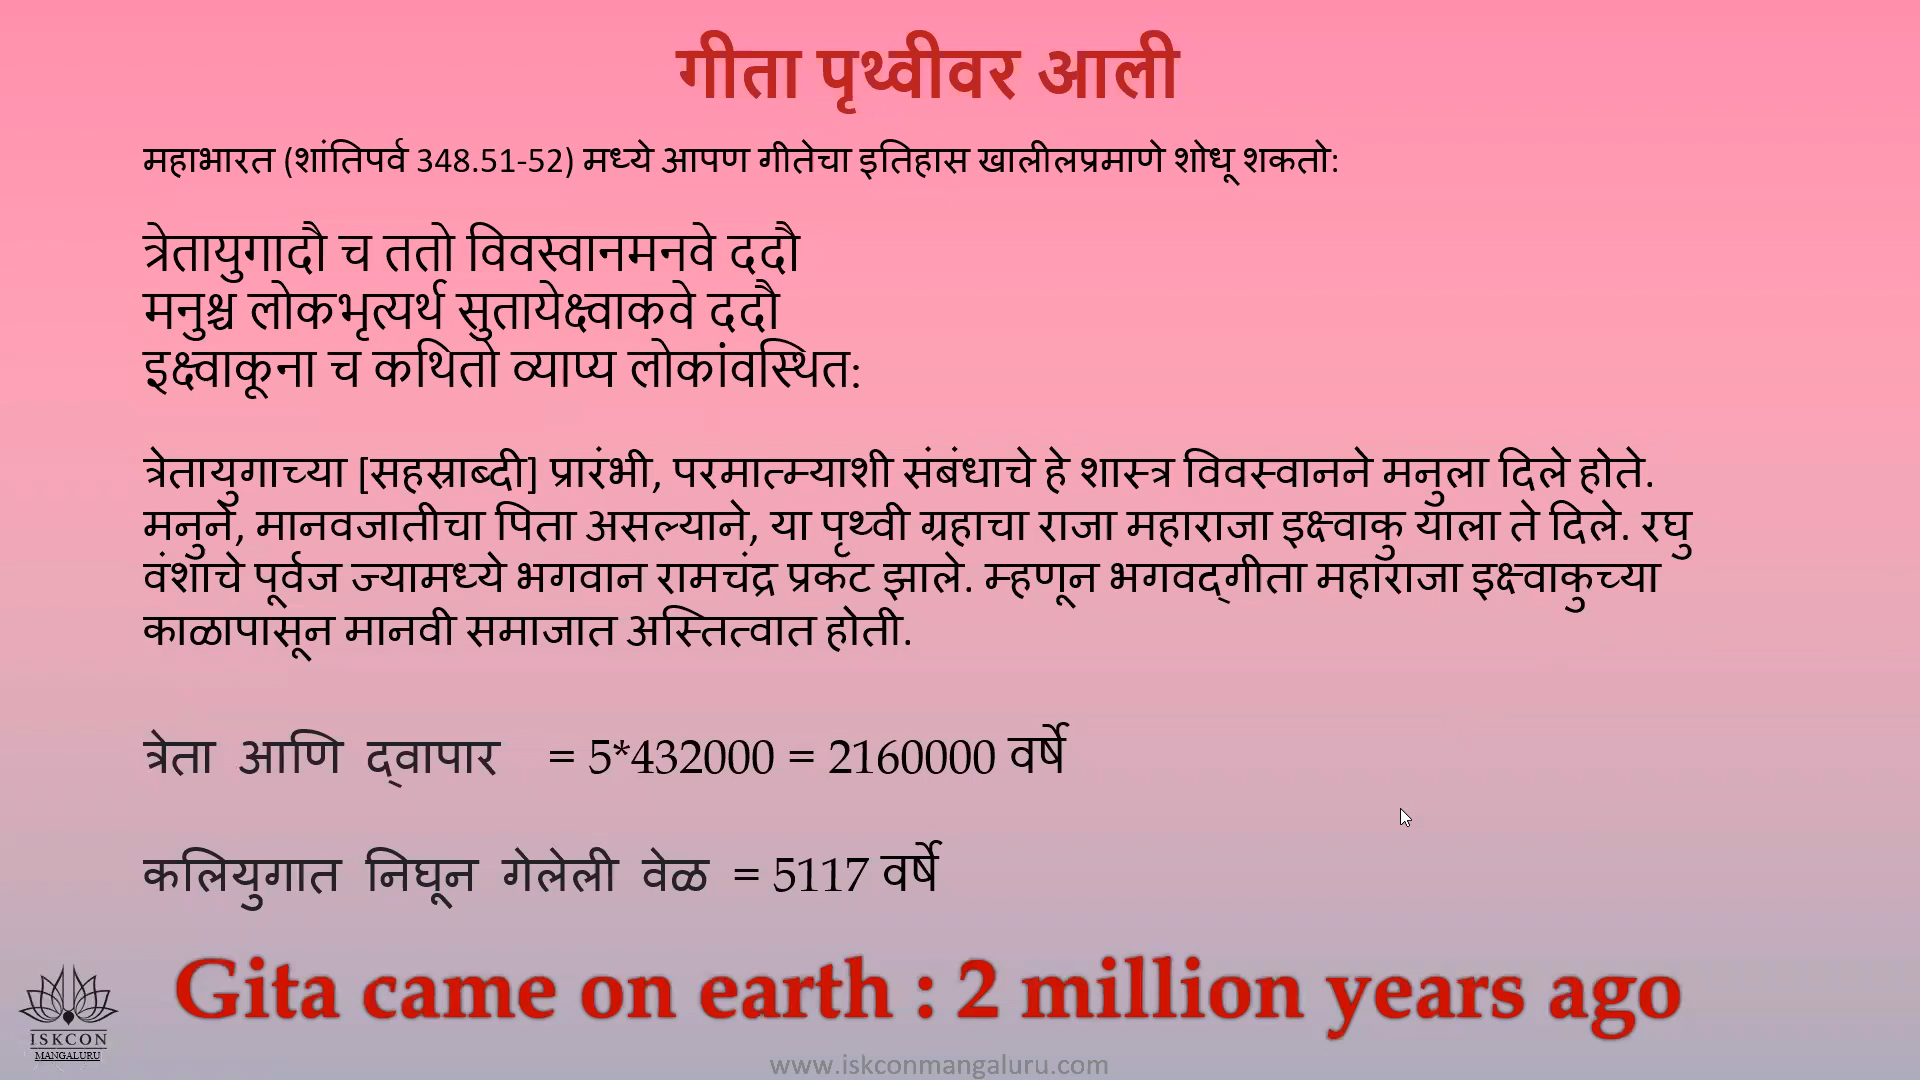 गीता पृथ्वीवर आली
महाभारत (शांतिपर्व 348.51-52) मध्ये आपण गीतेचा इतिहास खालीलप्रमाणे शोधू शकतो:
त्रेतायुगादौ च ततो विवस्वानमनवे ददौ
मनुश्च लोकभृत्यर्थ सुतायेक्ष्वाकवे ददौ
इक्ष्वाकूना च कथितो व्याप्य लोकांवस्थित:
त्रेतायुगाच्या [सहस्राब्दी] प्रारंभी, परमात्म्याशी संबंधाचे हे शास्त्र विवस्वानने मनुला दिले होते.
मनुने, मानवजातीचा पिता असल्याने, या पृथ्वी ग्रहाचा राजा महाराजा इक्ष्वाकु याला ते दिले. रघु
वंशाचे पूर्वज ज्यामध्ये भगवान रामचंद्र प्रकट झाले. म्हणून भगवद्‌गीता महाराजा इक्ष्वाकुच्या
काळापासून मानवी समाजात अस्तित्वात होती.
त्रेता आणि द्‌वापार = 5*432000 = 2160000 वर्षे
कलियुगात निघून गेलेली वेळ = 5117 वर्षे
Gita came on earth : 2 million years ago
ISKCON
MANGALURU
www.iskconmangaluru.com